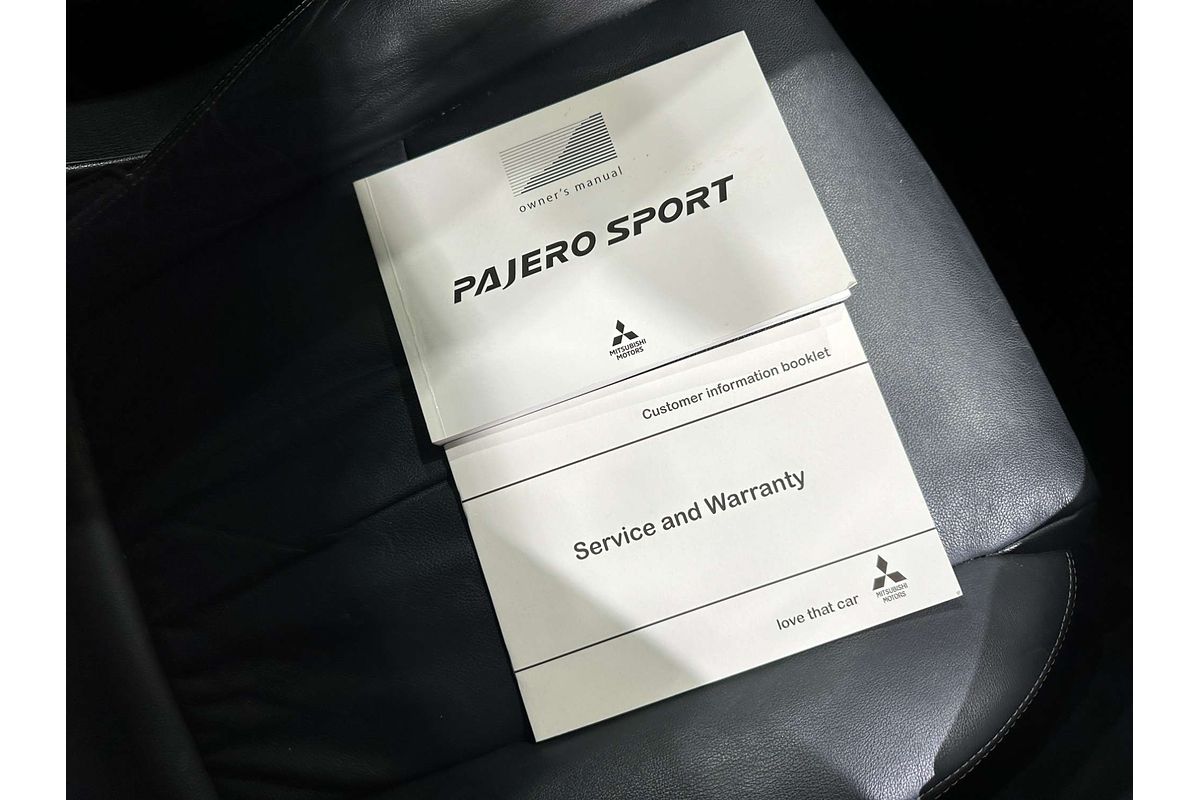 owner's manual
PAJERO SPORT
MITSUBISHI
MOTORS
Customer information booklet
Service and Warranty
love that car
MITSUBISHI
MOTORS